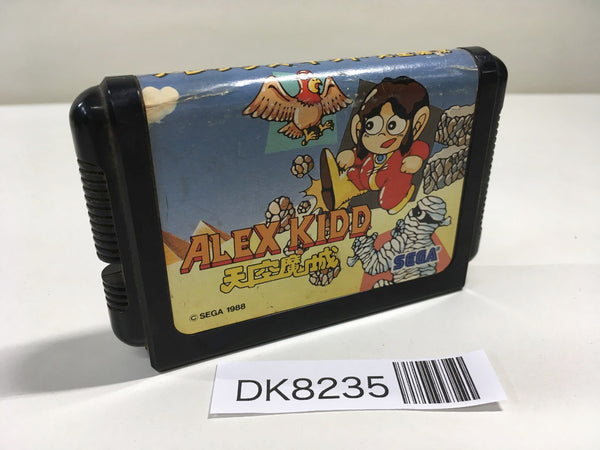 ALEX KIDD
天空魔城
SEGA
© SEGA 1988
DK8235